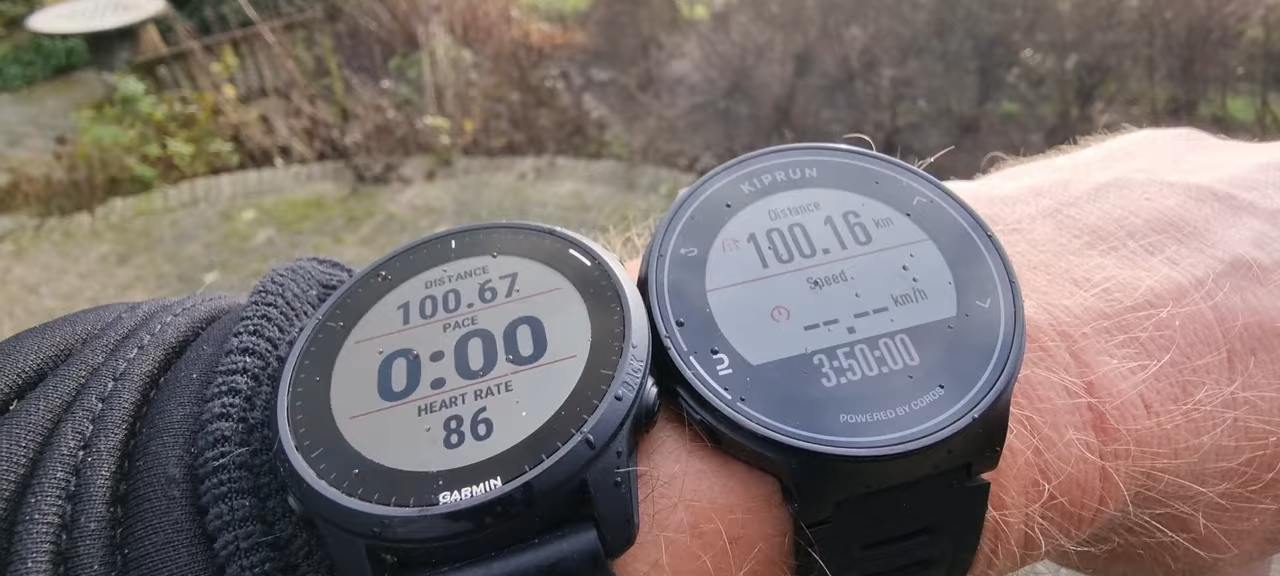 DISTANCE
100.67
PACE
0:00
HEART RATE
86
GARMIN
BACK
KIPRUN
Distance
100.16 km
Speed
--.-- km/h
3:50:00
POWERED BY COROS